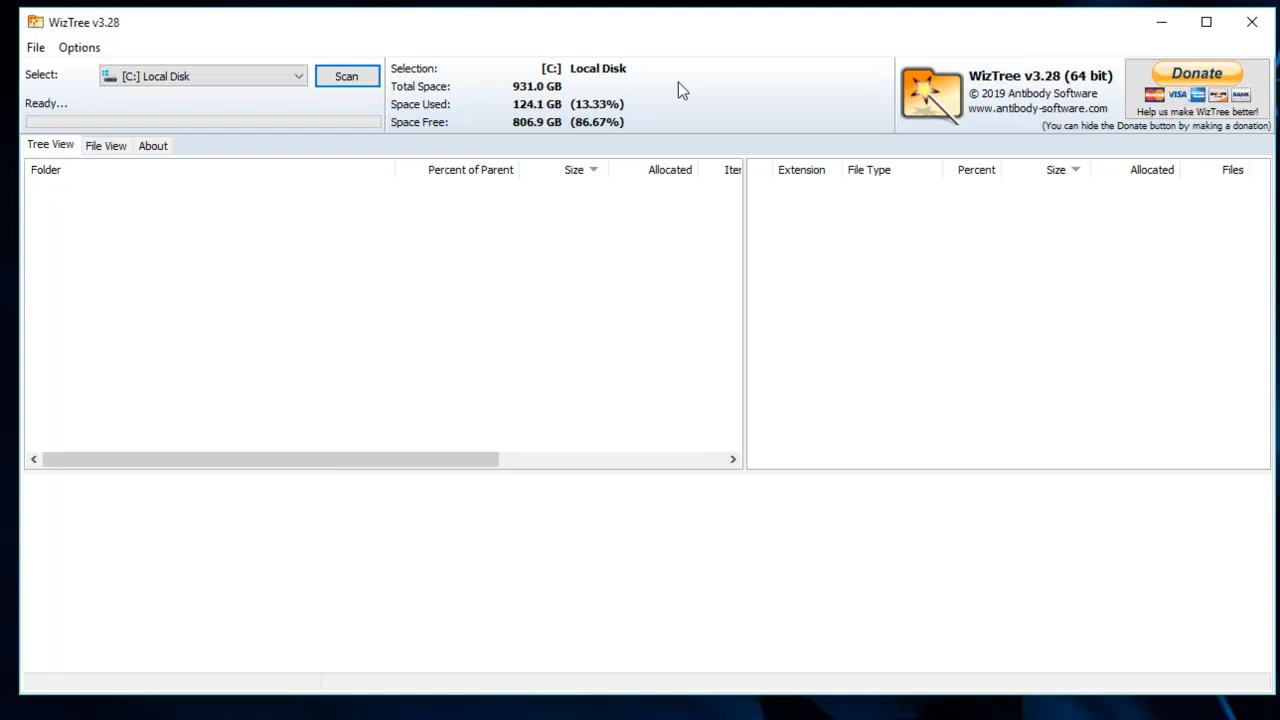 WizTree v3.28
File Options
Select: [C:] Local Disk Scan
Ready...
Selection: [C:] Local Disk
Total Space: 931.0 GB
Space Used: 124.1 GB (13.33%)
Space Free: 806.9 GB (86.67%)
WizTree v3.28 (64 bit)
© 2019 Antibody Software
www.antibody-software.com
Donate
VISA BANK
Help us make WizTree better!
(You can hide the Donate button by making a donation)
Tree View File View About
Folder Percent of Parent Size Allocated Iter
Extension File Type Percent Size Allocated Files